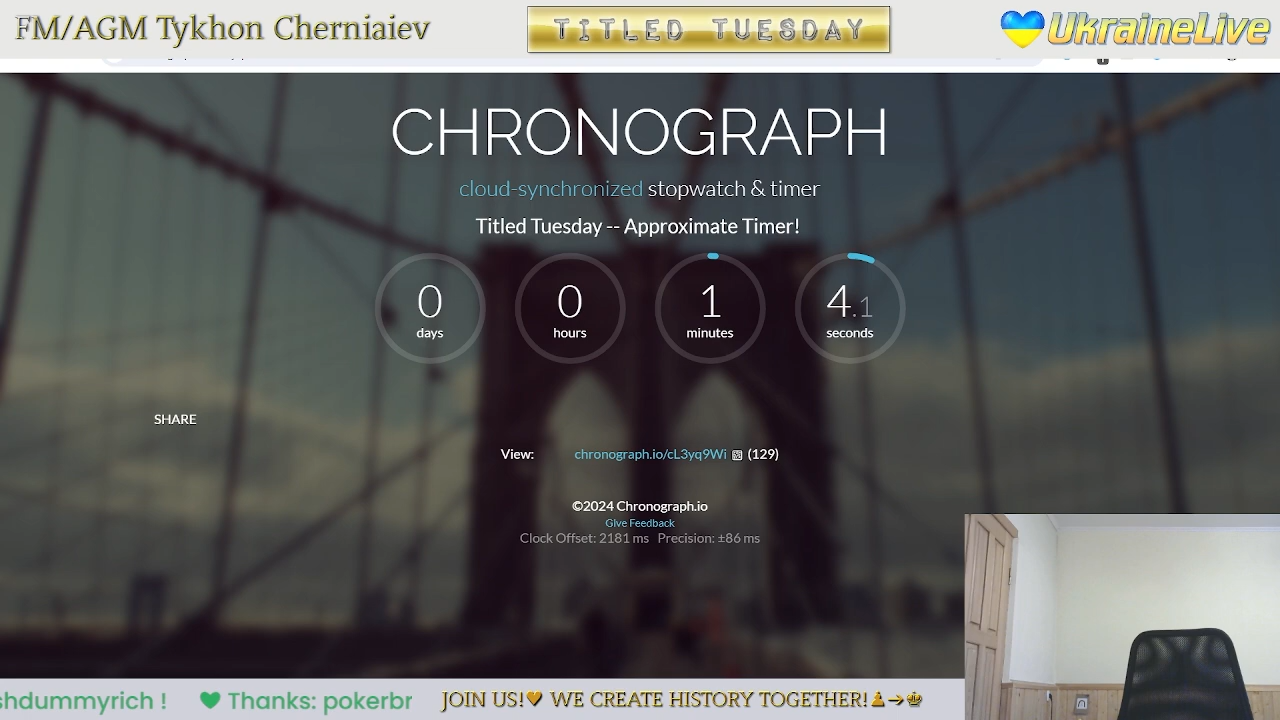 FM/AGM Tykhon Cherniaiev
TITLED TUESDAY
UkraineLive
CHRONOGRAPH
cloud-synchronized stopwatch & timer
Titled Tuesday -- Approximate Timer!
0 0 1 4.1
days hours minutes seconds
SHARE
View: chronograph.io/cL3yq9Wi (129)
©2024 Chronograph.io
Give Feedback
Clock Offset: 2181 ms Precision: ±86 ms
shdummyrich ! Thanks: pokerbr JOIN US! WE CREATE HISTORY TOGETHER!